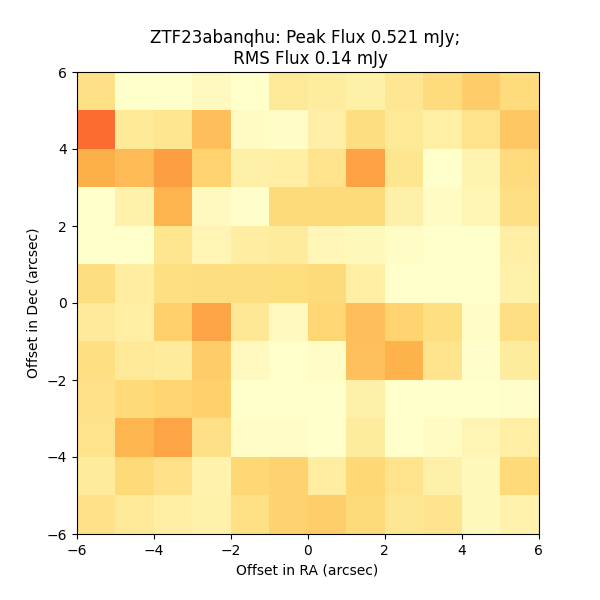 ZTF23abanqhu: Peak Flux 0.521 mJy;
RMS Flux 0.14 mJy
6
4
2
0
−2
−4
−6
Offset in Dec (arcsec)
−6 −4 −2 0 2 4 6
Offset in RA (arcsec)